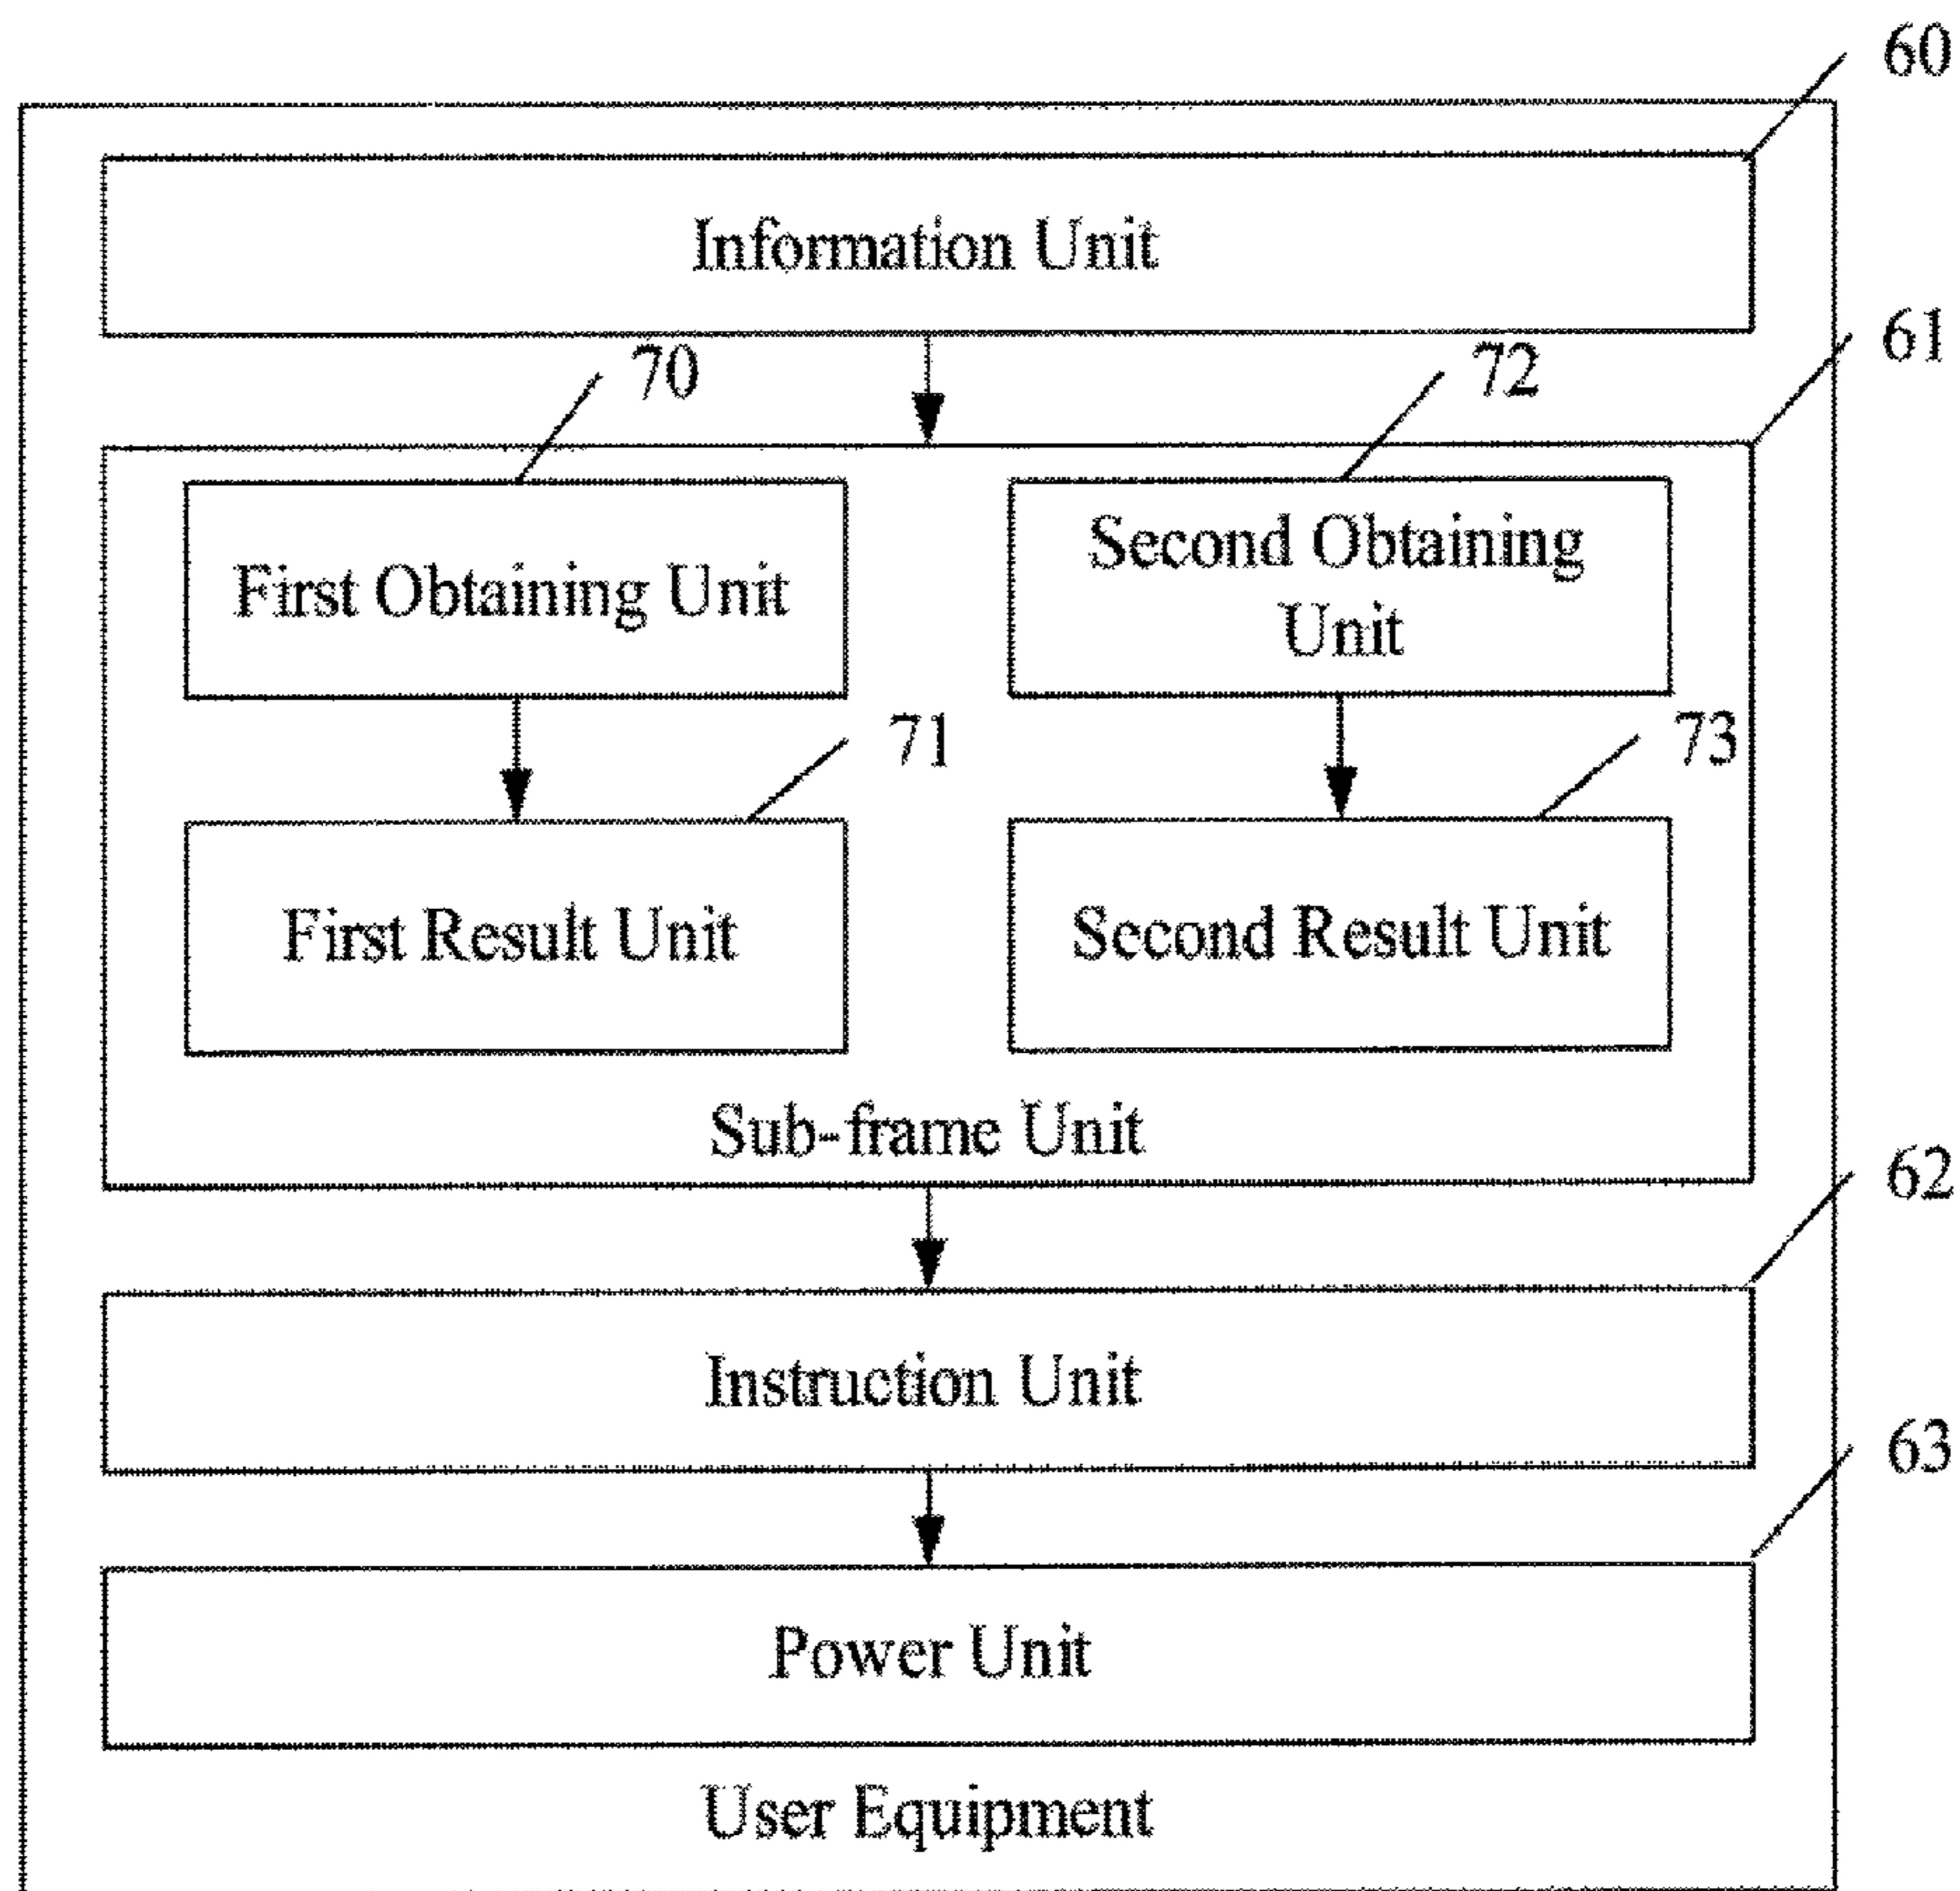 60
Information Unit
61
70
72
First Obtaining Unit
Second Obtaining
Unit
71
73
First Result Unit
Second Result Unit
Sub-frame Unit
62
Instruction Unit
63
Power Unit
User Equipment